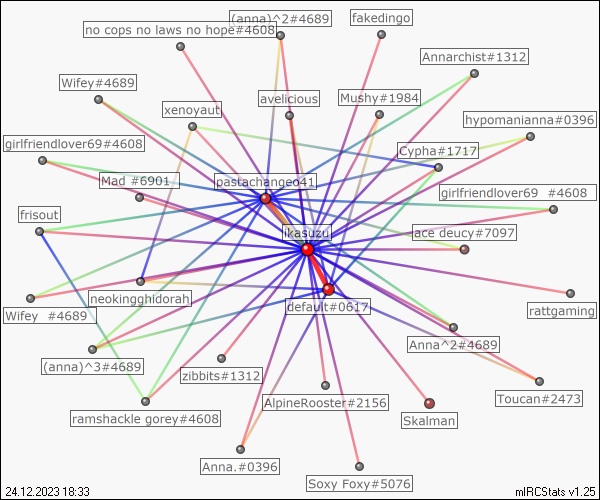 (anna)^2#4689
fakedingo
no cops no laws no hope#4608
Annarchist#1312
Wifey#4689
avelicious
Mushy#1984
xenoyaut
hypomanianna#0396
girlfriendlover69#4608
Cypha#1717
Mad #6901
pastachangeo41
girlfriendlover69 #4608
frisout
ikasuzu
ace deucy#7097
neokingghidorah
default#0617
rattgaming
Wifey #4689
Anna^2#4689
(anna)^3#4689
zibbits#1312
AlpineRooster#2156
Toucan#2473
ramshackle gorey#4608
Skalman
Anna.#0396
Soxy Foxy#5076
24.12.2023 18:33
mIRCStats v1.25